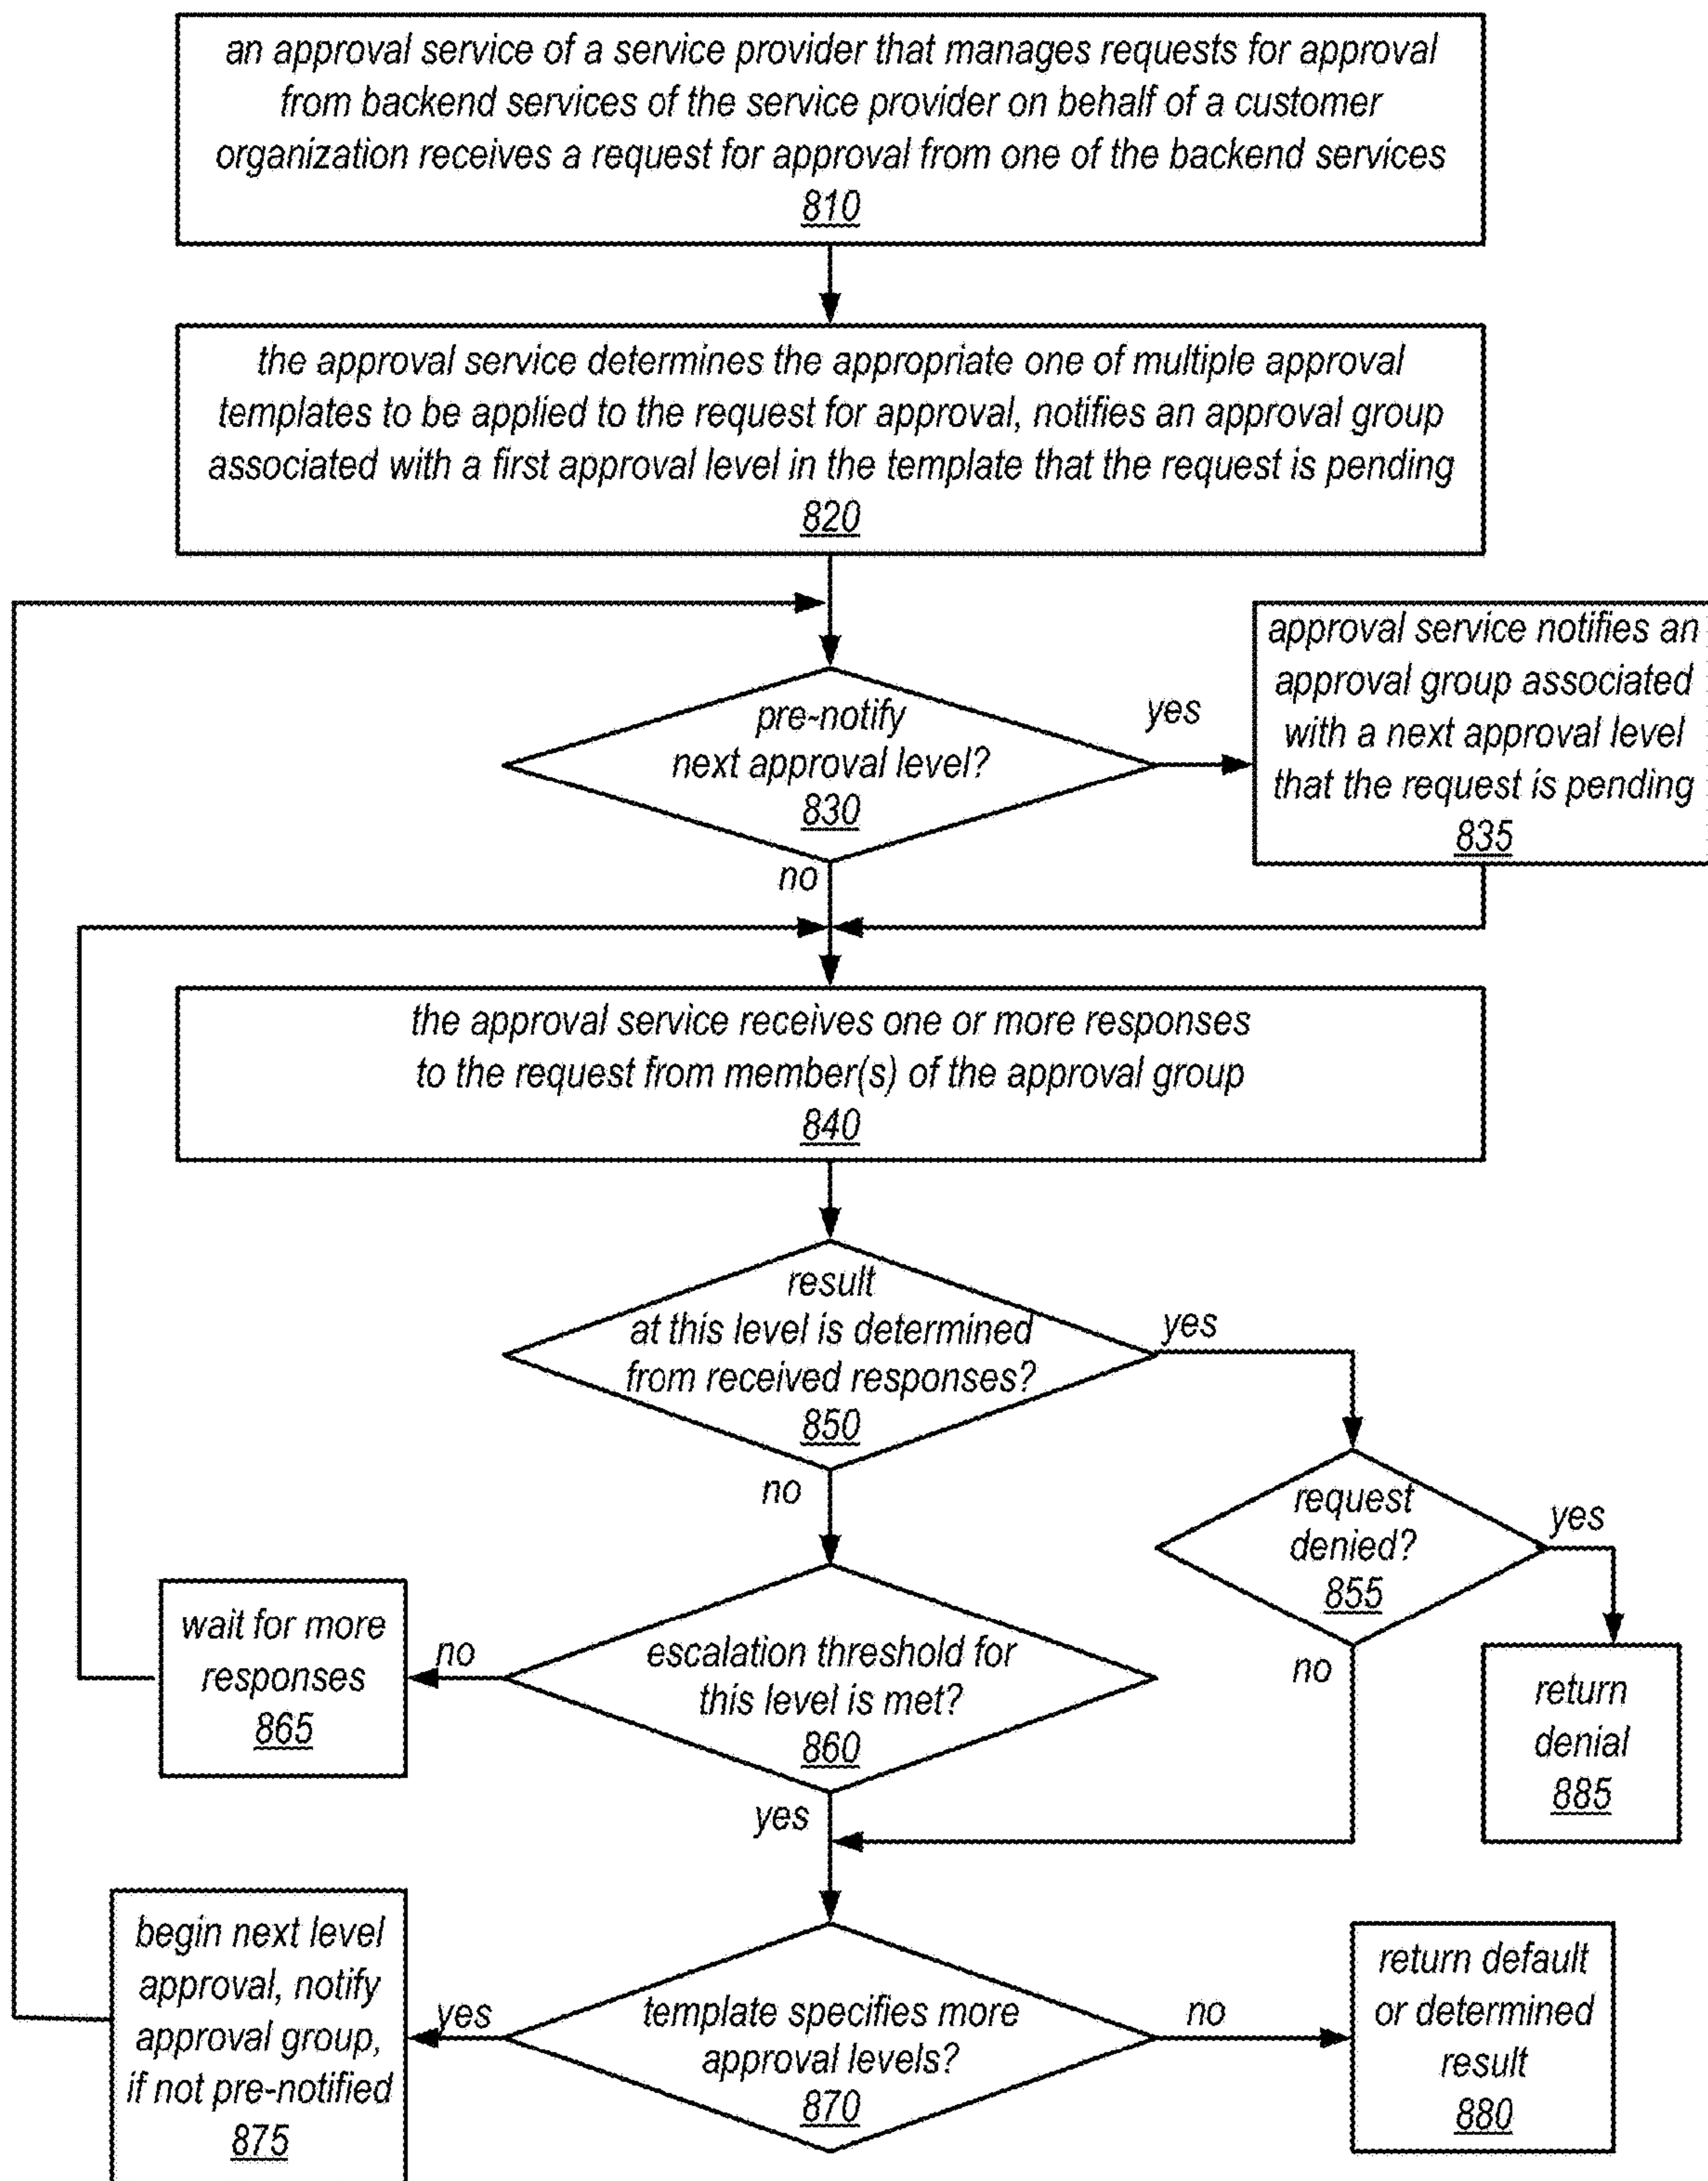 an approval service of a service provider that manages requests for approval
from backend services of the service provider on behalf of a customer
organization receives a request for approval from one of the backend services
810
the approval service determines the appropriate one of multiple approval
templates to be applied to the request for approval, notifies an approval group
associated with a first approval level in the template that the request is pending
820
pre-notify
next approval level?
830
yes
no
approval service notifies an
approval group associated
with a next approval level
that the request is pending
835
the approval service receives one or more responses
to the request from member(s) of the approval group
840
result
at this level is determined
from received responses?
850
yes
no
request
denied?
855
yes
no
return
denial
885
escalation threshold for
this level is met?
860
no
yes
wait for more
responses
865
template specifies more
approval levels?
870
yes
no
begin next level
approval, notify
approval group,
if not pre-notified
875
return default
or determined
result
880